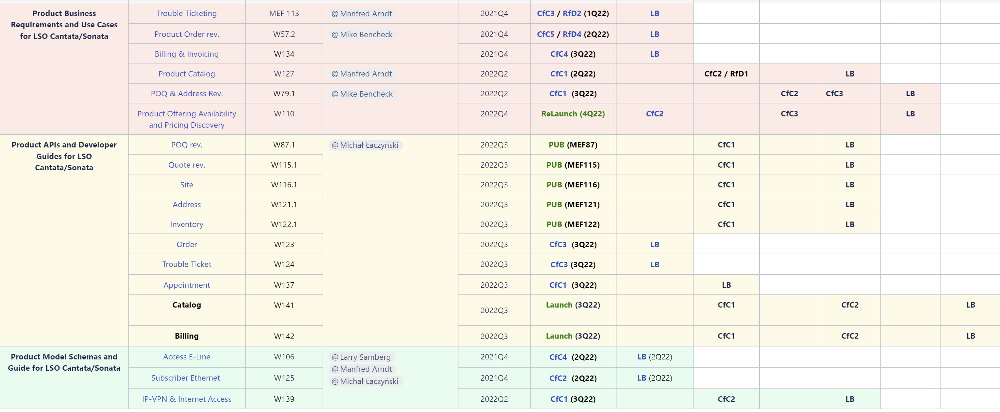 Product Business
Requirements and Use Cases
for LSO Cantata/Sonata
Trouble Ticketing MEF 113 @ Manfred Arndt 2021Q4 CfC3 / RfD2 (1Q22) LB
Product Order rev. W57.2 @ Mike Bencheck 2021Q4 CfC5 / RfD4 (2Q22) LB
Billing & Invoicing W134 2021Q4 CfC4 (3Q22) LB
Product Catalog W127 @ Manfred Arndt 2022Q2 CfC1 (2Q22) CfC2 / RfD1 LB
POQ & Address Rev. W79.1 @ Mike Bencheck 2022Q2 CfC1 (3Q22) CfC2 CfC3 LB
Product Offering Availability
and Pricing Discovery
W110 2022Q4 ReLaunch (4Q22) CfC2 CfC3 LB
Product APIs and Developer
Guides for LSO
Cantata/Sonata
POQ rev. W87.1 @ Michał Łączyński 2022Q3 PUB (MEF87) CfC1 LB
Quote rev. W115.1 2022Q3 PUB (MEF115) CfC1 LB
Site W116.1 2022Q3 PUB (MEF116) CfC1 LB
Address W121.1 2022Q3 PUB (MEF121) CfC1 LB
Inventory W122.1 2022Q3 PUB (MEF122) CfC1 LB
Order W123 2022Q3 CfC3 (3Q22) LB
Trouble Ticket W124 2022Q3 CfC3 (3Q22) LB
Appointment W137 2022Q3 CfC1 (3Q22) LB
Catalog W141 2022Q3 Launch (3Q22) CfC1 CfC2 LB
Billing W142 2022Q3 Launch (3Q22) CfC1 CfC2 LB
Product Model Schemas and
Guide for LSO Cantata/Sonata
Access E-Line W106 @ Larry Samberg 2021Q4 CfC4 (2Q22) LB (2Q22)
@ Manfred Arndt
Subscriber Ethernet W125 @ Michał Łączyński 2021Q4 CfC2 (2Q22) LB (2Q22)
IP-VPN & Internet Access W139 2022Q2 CfC1 (3Q22) CfC2 LB